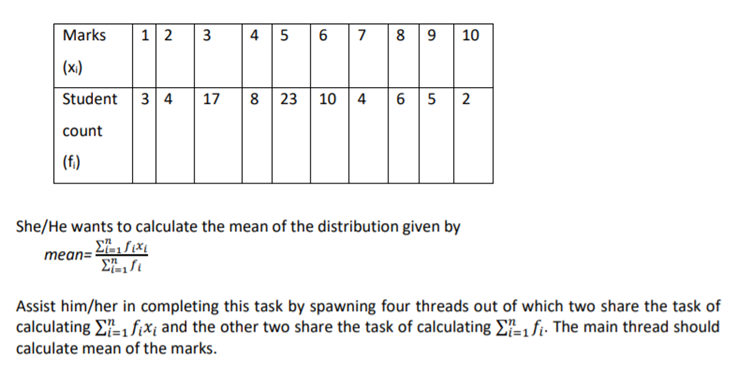 Marks 1 2 3 4 5 6 7 8 9 10
(xᵢ)
Student 3 4 17 8 23 10 4 6 5 2
count
(fᵢ)
She/He wants to calculate the mean of the distribution given by
mean= \frac{\sum_{i=1}^{n} f_i x_i}{\sum_{i=1}^{n} f_i}
Assist him/her in completing this task by spawning four threads out of which two share the task of
calculating \sum_{i=1}^{n} f_i x_i and the other two share the task of calculating \sum_{i=1}^{n} f_i. The main thread should
calculate mean of the marks.